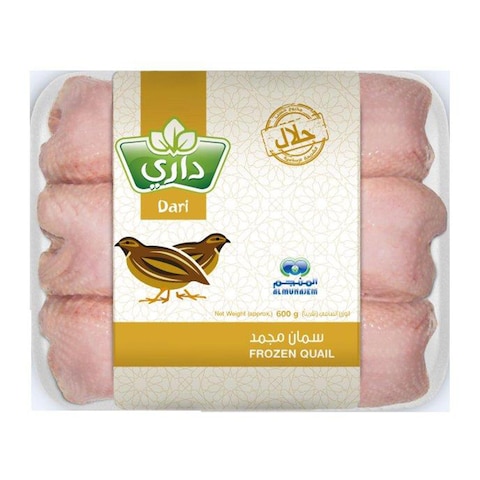 داري
Dari
حلال
المنجم
ALMUNAJEM
Net Weight (approx.) 600 g
سمان مجمد
FROZEN QUAIL